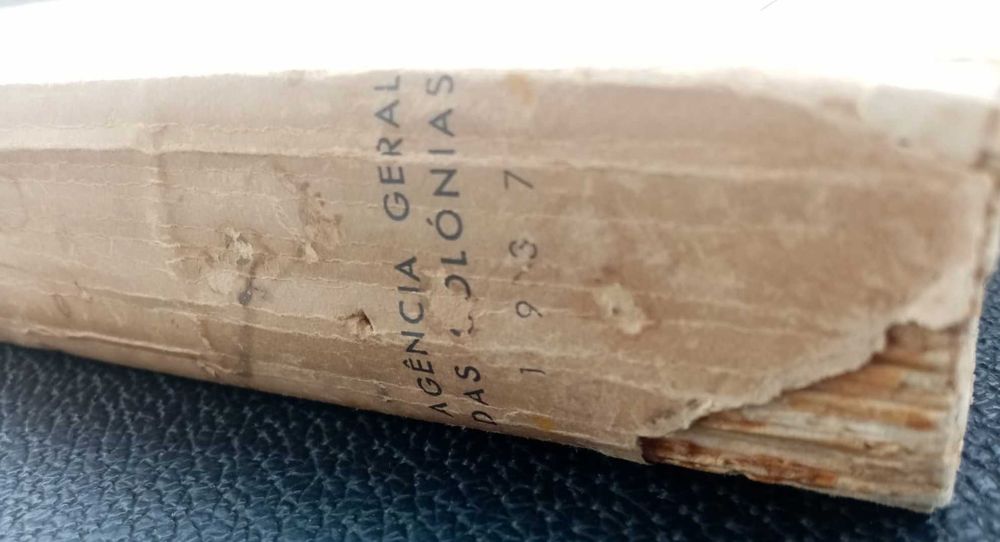 AGÊNCIA GERAL
DAS COLÓNIAS
1937